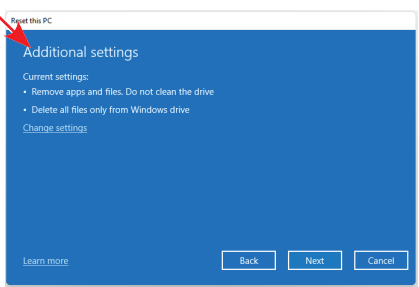 Reset this PC
Additional settings
Current settings:
• Remove apps and files. Do not clean the drive
• Delete all files only from Windows drive
Change settings
Learn more
Back
Next
Cancel